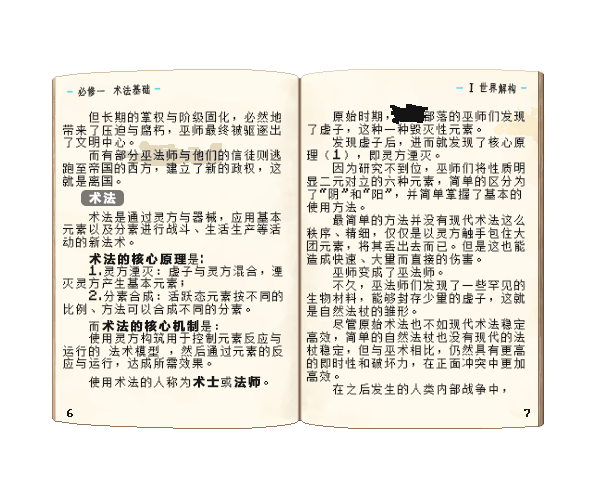 必修一 术法基础
但长期的掌权与阶级固化，必然地
带来了压迫与腐朽，巫师最终被驱逐出
了文明中心。
而有部分巫法师与他们的信徒则逃
跑至帝国的西方，建立了新的政权，这
就是离国。
术法
术法是通过灵方与器械，应用基本
元素以及分素进行战斗、生活生产等活
动的新法术。
术法的核心原理是：
1.灵方湮灭：虚子与灵方混合，湮
灭灵方产生基本元素；
2.分素合成：活跃态元素按不同的
比例、方法可以合成不同的分素。
而术法的核心机制是：
使用灵方构筑用于控制元素反应与
运行的 法术模型 ，然后通过元素的反
应与运行，达成所需效果。
使用术法的人称为术士或法师。
6
I 世界解构
原始时期，部落的巫师们发现
了虚子，这种一种毁灭性元素。
发现虚子后，进而就发现了核心原
理（1），即灵方湮灭。
因为研究不到位，巫师们将性质明
显二元对立的六种元素，简单的区分为
了“阴”和“阳”，并简单掌握了基本的
使用方法。
最简单的方法并没有现代术法这么
秩序、精细，仅仅是以灵方触手包住大
团元素，将其丢出去而已。但是这也能
造成快速、大量而直接的伤害。
巫师变成了巫法师。
不久，巫法师们发现了一些罕见的
生物材料，能够封存少量的虚子，这就
是自然法杖的雏形。
尽管原始术法也不如现代术法稳定
高效，简单的自然法杖也没有现代的法
杖稳定，但与巫术相比，仍然具有更高
的即时性和破坏力，在正面冲突中更加
高效。
在之后发生的人类内部战争中，
7